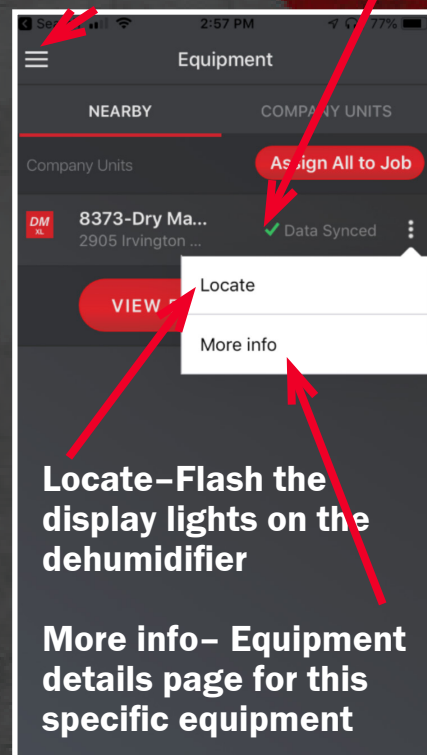 2:57 PM
77%
Equipment
NEARBY
COMPANY UNITS
Company Units
Assign All to Job
DM
XL
8373-Dry Ma...
Data Synced
2905 Irvington ...
Locate
VIEW
More info
Locate–Flash the
display lights on the
dehumidifier
More info– Equipment
details page for this
specific equipment